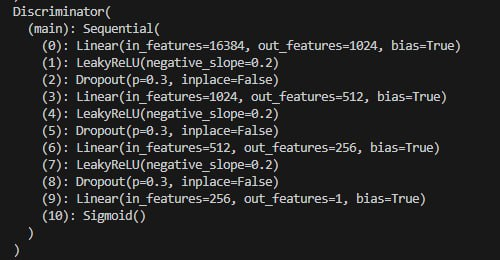 Discriminator(
(main): Sequential(
(0): Linear(in_features=16384, out_features=1024, bias=True)
(1): LeakyReLU(negative_slope=0.2)
(2): Dropout(p=0.3, inplace=False)
(3): Linear(in_features=1024, out_features=512, bias=True)
(4): LeakyReLU(negative_slope=0.2)
(5): Dropout(p=0.3, inplace=False)
(6): Linear(in_features=512, out_features=256, bias=True)
(7): LeakyReLU(negative_slope=0.2)
(8): Dropout(p=0.3, inplace=False)
(9): Linear(in_features=256, out_features=1, bias=True)
(10): Sigmoid()
)
)